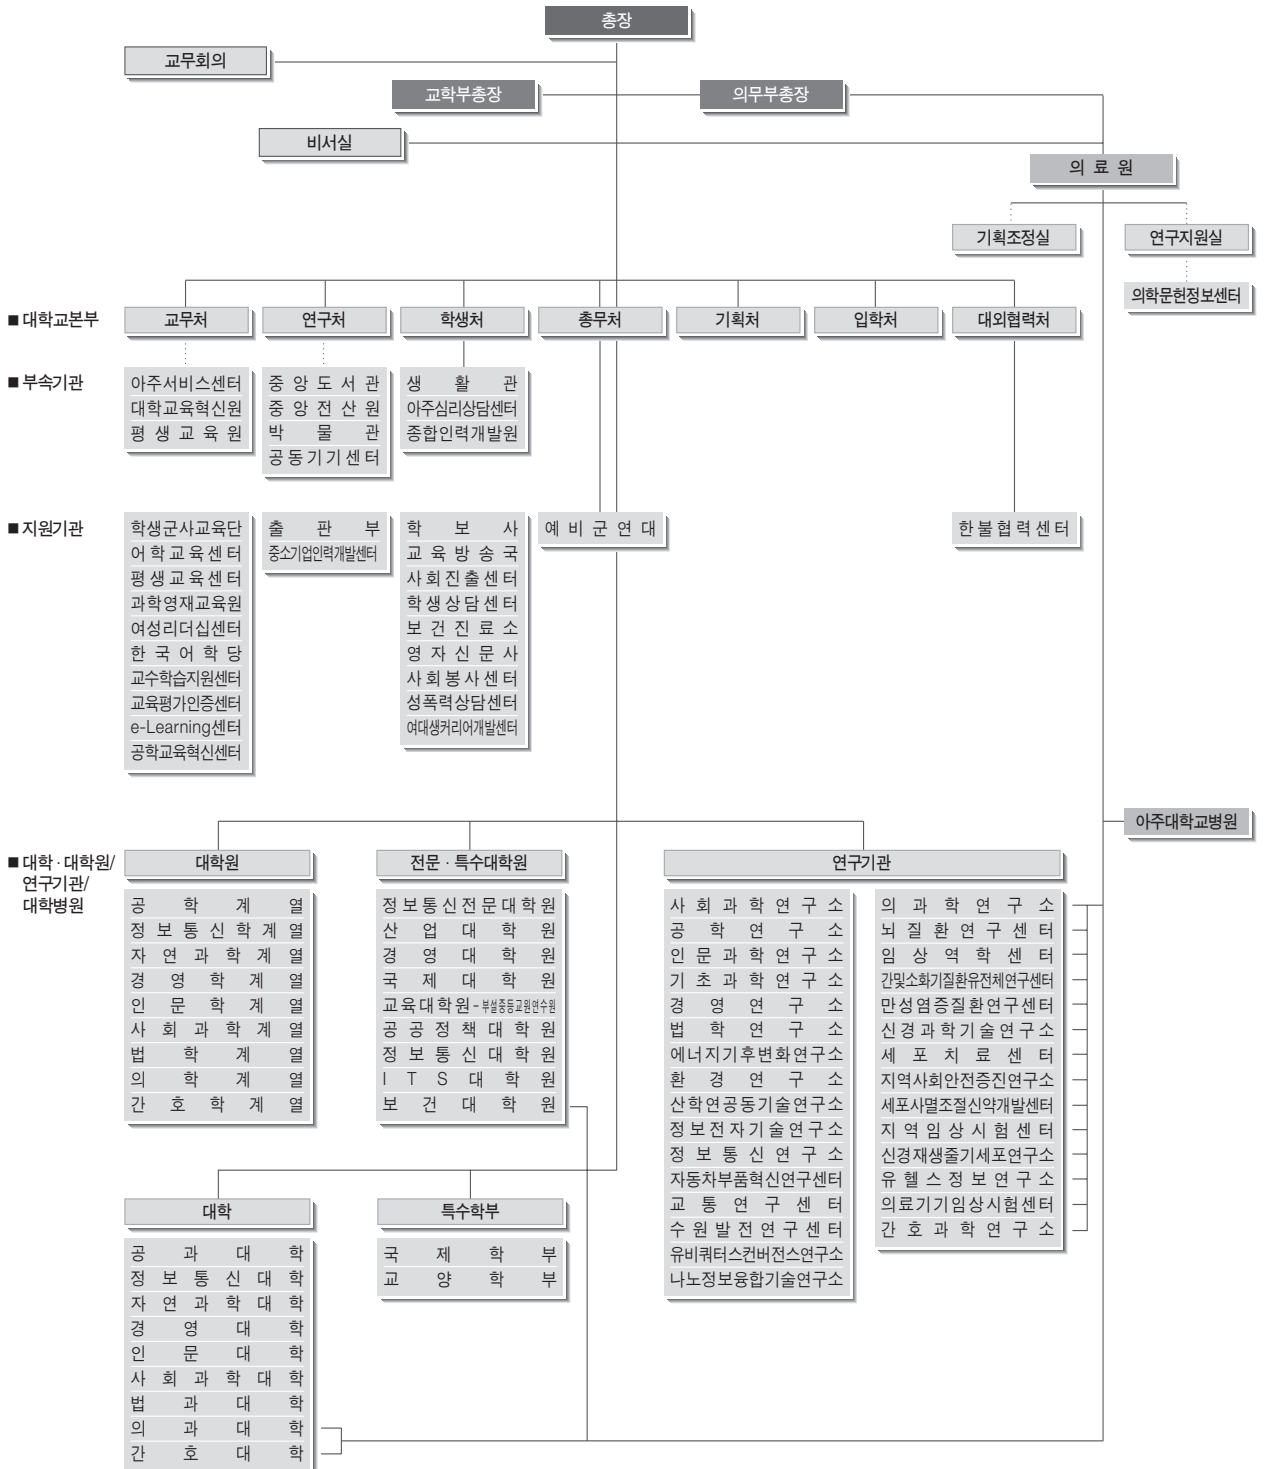 총장
교무회의
교학부총장
의무부총장
비서실
의료원
기획조정실
연구지원실
의학문헌정보센터
■ 대학교본부
교무처
연구처
학생처
총무처
기획처
입학처
대외협력처
■ 부속기관
아주서비스센터
대학교육혁신원
평생교육원
중앙도서관
중앙전산원
박물관
공동기기센터
생활관
아주심리상담센터
종합인력개발원
■ 지원기관
학생군사교육단
어학교육센터
평생교육센터
과학영재교육원
여성리더십센터
한국어학당
교수학습지원센터
교육평가인증센터
e-Learning센터
공학교육혁신센터
출판부
중소기업인력개발센터
학보사
교육방송국
사회진출센터
학생상담센터
보건진료소
영자신문사
사회봉사센터
성폭력상담센터
여대생커리어개발센터
예비군연대
한불협력센터
아주대학교병원
■ 대학·대학원/
연구기관/
대학병원
대학원
공학계열
정보통신학계열
자연과학계열
경영학계열
인문학계열
사회과학계열
법학계열
의학계열
간호학계열
전문·특수대학원
정보통신전문대학원
산업대학원
경영대학원
국제대학원
교육대학원-부설중등교원연수원
공공정책대학원
정보통신대학원
ITS대학원
보건대학원
연구기관
사회과학연구소
공학연구소
인문과학연구소
기초과학연구소
경영연구소
법학연구소
에너지기후변화연구소
환경연구소
산학연공동기술연구소
정보전자기술연구소
정보통신연구소
자동차부품혁신연구센터
교통연구센터
수원발전연구센터
유비쿼터스컨버전스연구소
나노정보융합기술연구소
의과학연구소
뇌질환연구센터
임상역학센터
간및소화기질환유전체연구센터
만성염증질환연구센터
신경과학기술연구소
세포치료센터
지역사회안전증진연구소
세포사멸조절신약개발센터
지역임상시험센터
신경재생줄기세포연구소
유헬스정보연구소
의료기기임상시험센터
간호과학연구소
대학
공과대학
정보통신대학
자연과학대학
경영대학
인문대학
사회과학대학
법과대학
의과대학
간호대학
특수학부
국제학부
교양학부